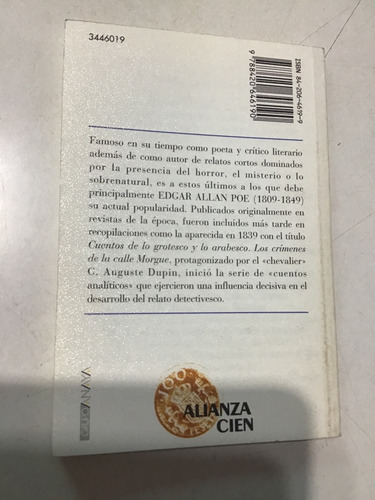 3446019
ISBN 84-206-4619-9
9 788420 646190
Famoso en su tiempo como poeta y crítico literario
además de como autor de relatos cortos dominados
por la presencia del horror, el misterio o lo
sobrenatural, es a estos últimos a los que debe
principalmente EDGAR ALLAN POE (1809-1849)
su actual popularidad. Publicados originalmente en
revistas de la época, fueron incluidos más tarde en
recopilaciones como la aparecida en 1839 con el título
Cuentos de lo grotesco y lo arabesco. Los crímenes
de la calle Morgue, protagonizado por el «chevalier»
C. Auguste Dupin, inició la serie de «cuentos
analíticos» que ejercieron una influencia decisiva en el
desarrollo del relato detectivesco.
GRUPO ANAYA
100
ALIANZA
CIEN